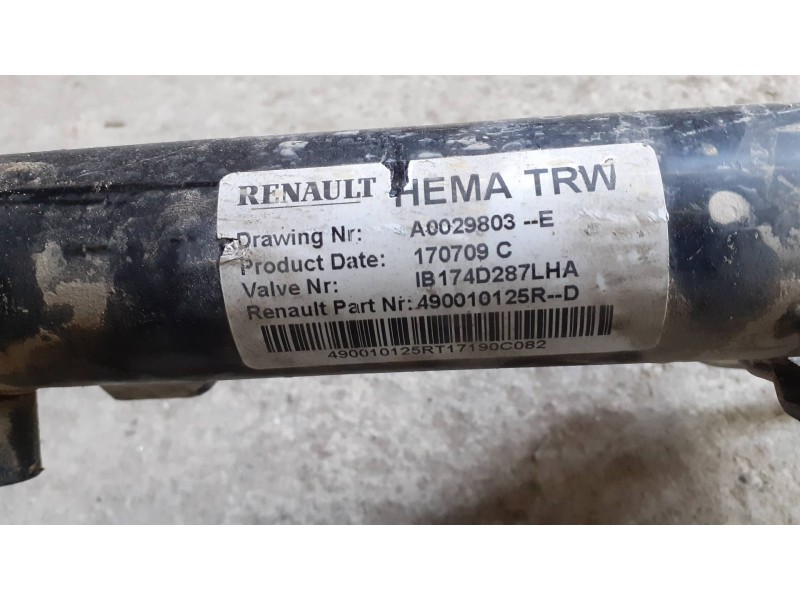 RENAULT HEMA TRW
Drawing Nr: A0029803 --E
Product Date: 170709 C
Valve Nr: IB174D287LHA
Renault Part Nr: 490010125R--D
490010125RT17190C082